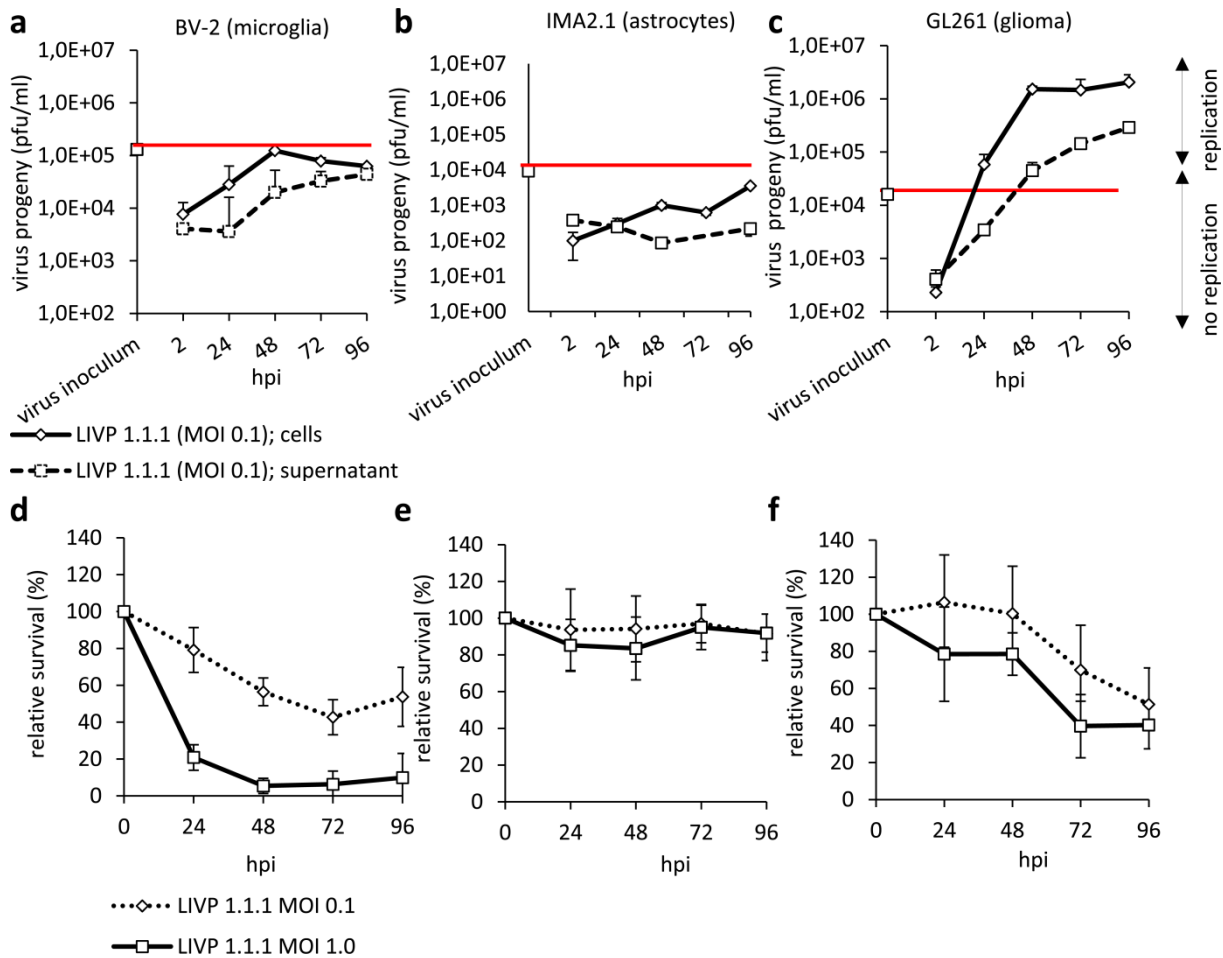 a
BV-2 (microglia)
virus progeny (pfu/ml)
1,0E+07
1,0E+06
1,0E+05
1,0E+04
1,0E+03
1,0E+02
virus inoculum
2
24
48
72
96
hpi
b
IMA2.1 (astrocytes)
virus progeny (pfu/ml)
1,0E+07
1,0E+06
1,0E+05
1,0E+04
1,0E+03
1,0E+02
1,0E+01
1,0E+00
virus inoculum
2
24
48
72
96
hpi
c
GL261 (glioma)
virus progeny (pfu/ml)
1,0E+07
1,0E+06
1,0E+05
1,0E+04
1,0E+03
1,0E+02
virus inoculum
2
24
48
72
96
hpi
replication
no replication
LIVP 1.1.1 (MOI 0.1); cells
LIVP 1.1.1 (MOI 0.1); supernatant
d
relative survival (%)
140
120
100
80
60
40
20
0
0 24 48 72 96
hpi
e
relative survival (%)
140
120
100
80
60
40
20
0
0 24 48 72 96
hpi
f
relative survival (%)
140
120
100
80
60
40
20
0
0 24 48 72 96
hpi
LIVP 1.1.1 MOI 0.1
LIVP 1.1.1 MOI 1.0